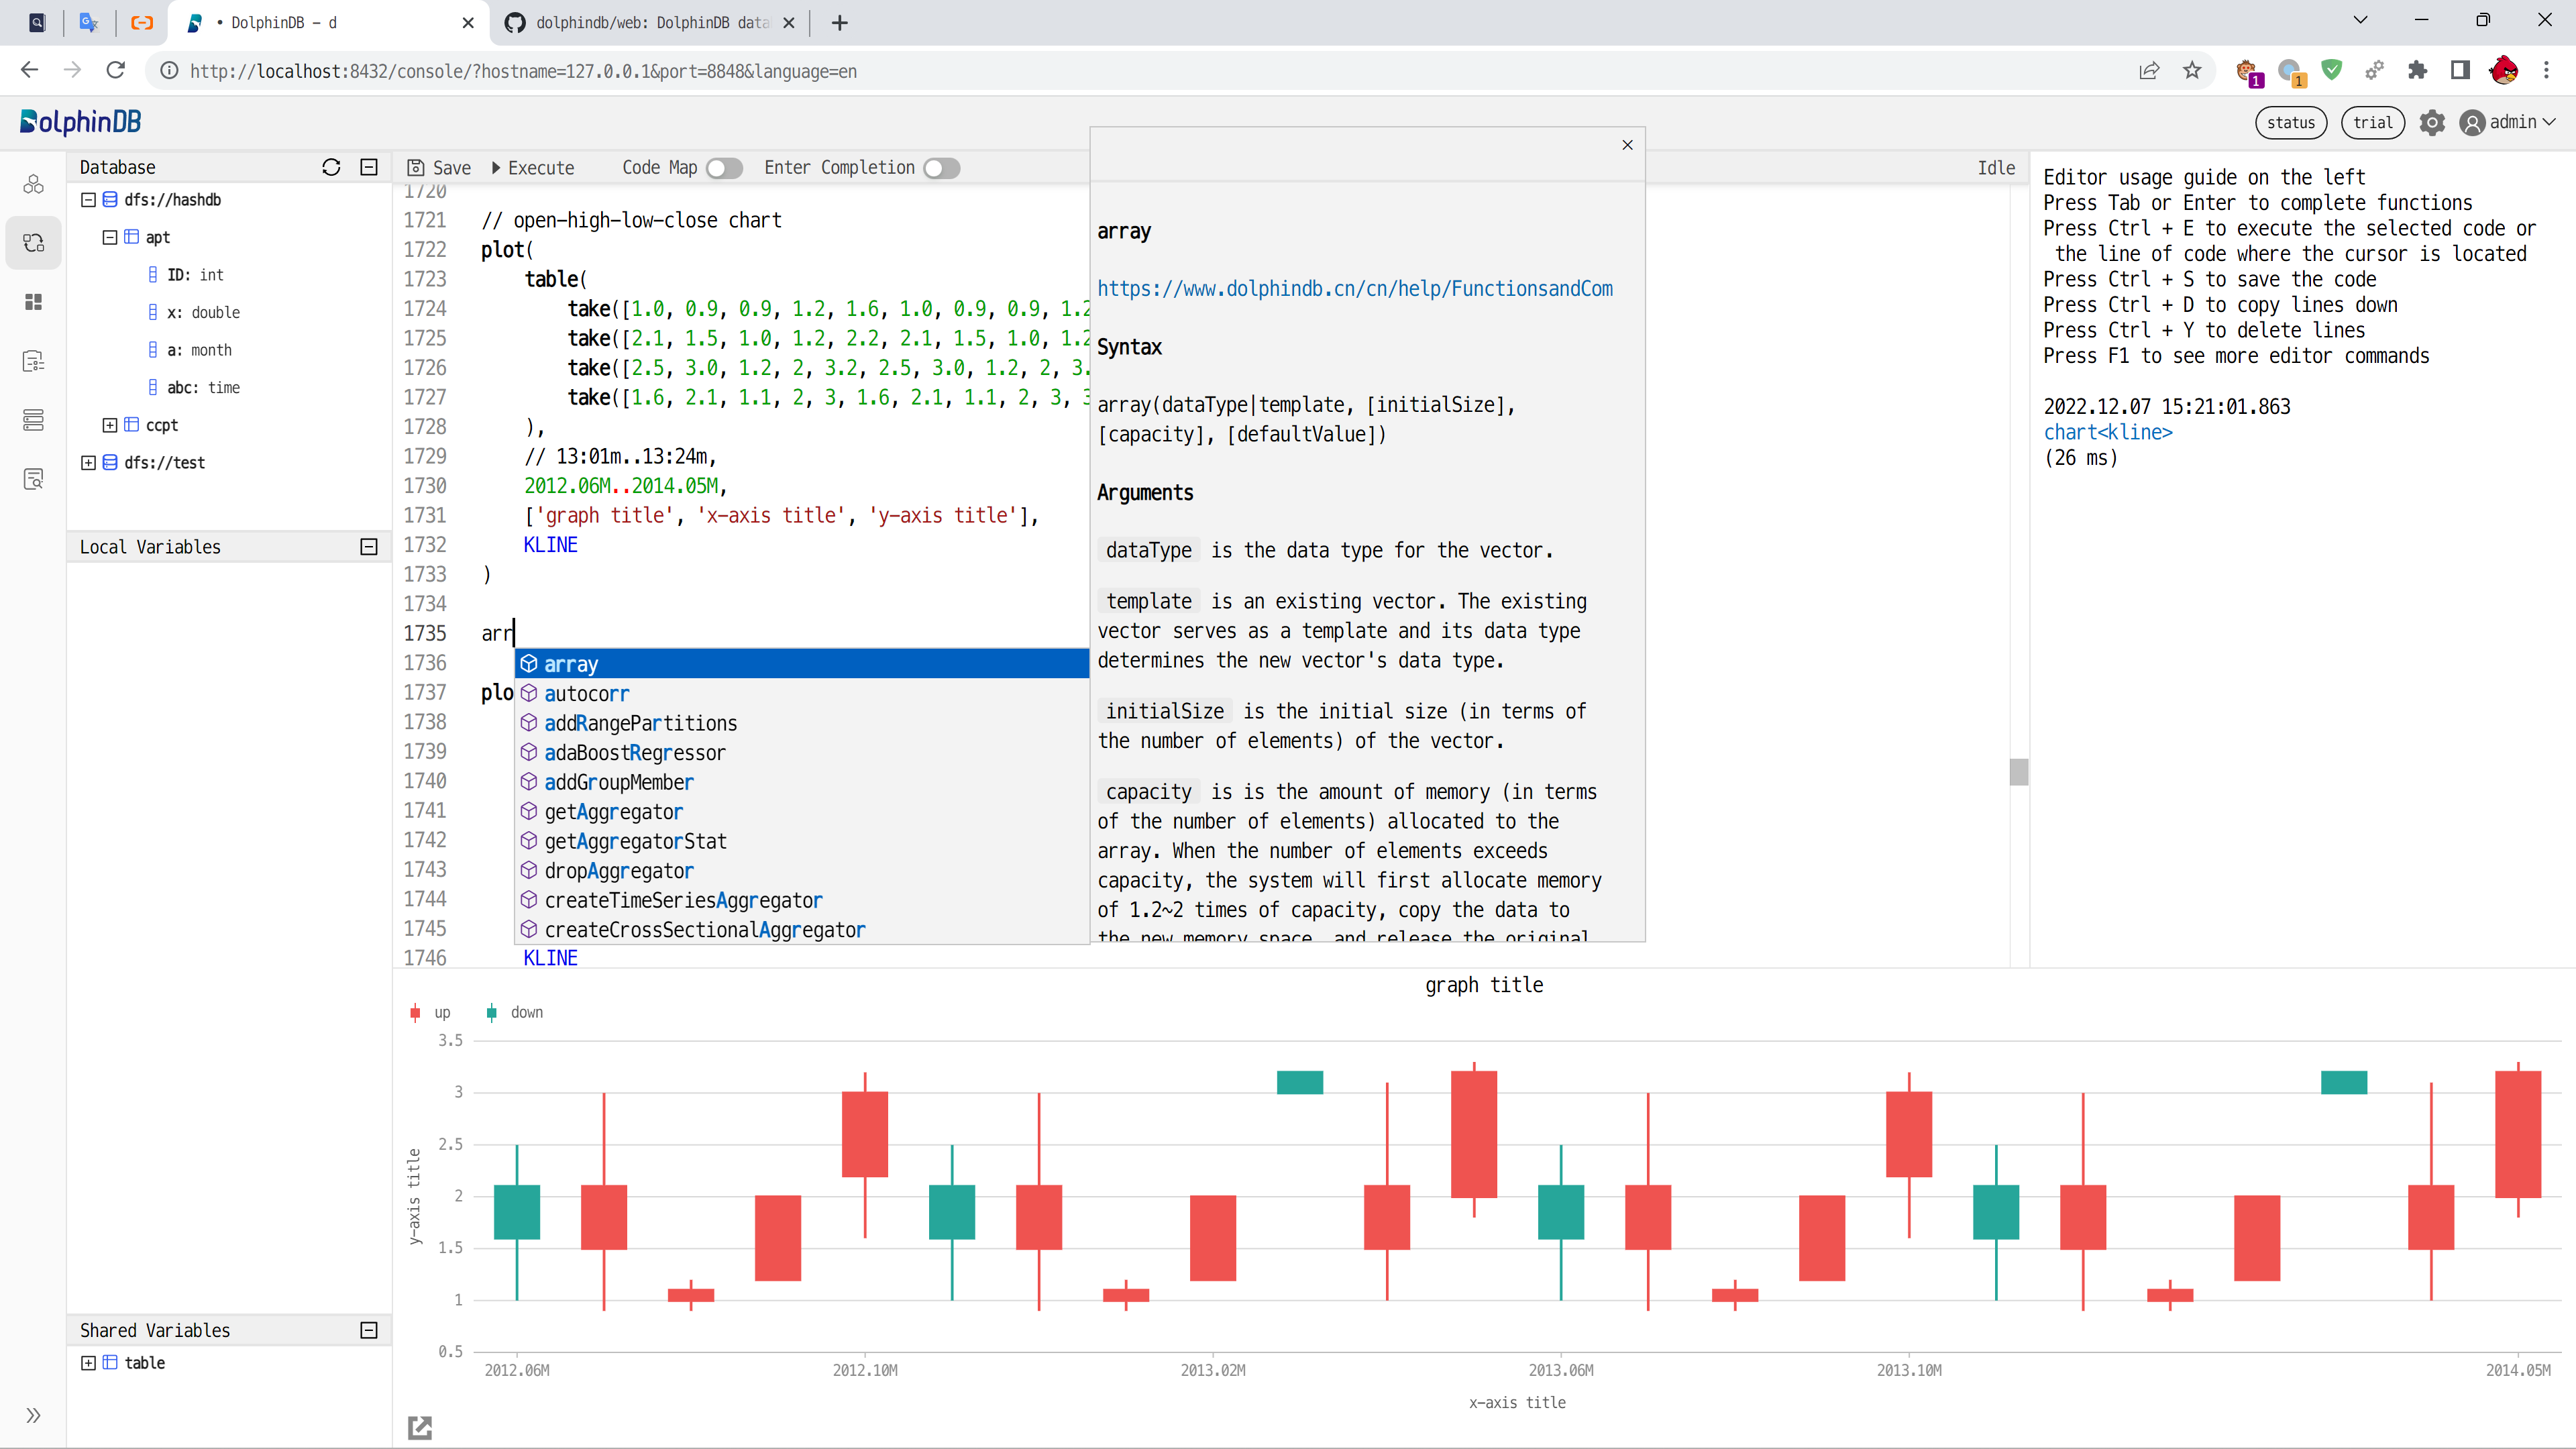 • DolphinDB - d
dolphindb/web: DolphinDB data
http://localhost:8432/console/?hostname=127.0.0.1&port=8848&language=en
1
1
DolphinDB
status
trial
admin
Database
dfs://hashdb
apt
ID: int
x: double
a: month
abc: time
ccpt
dfs://test
Local Variables
Shared Variables
table
Save
Execute
Code Map
Enter Completion
Idle
1720
1721 // open-high-low-close chart
1722 plot(
1723 table(
1724 take([1.0, 0.9, 0.9, 1.2, 1.6, 1.0, 0.9, 0.9, 1.2
1725 take([2.1, 1.5, 1.0, 1.2, 2.2, 2.1, 1.5, 1.0, 1.2
1726 take([2.5, 3.0, 1.2, 2, 3.2, 2.5, 3.0, 1.2, 2, 3.
1727 take([1.6, 2.1, 1.1, 2, 3, 1.6, 2.1, 1.1, 2, 3, 3
1728 ),
1729 // 13:01m..13:24m,
1730 2012.06M..2014.05M,
1731 ['graph title', 'x-axis title', 'y-axis title'],
1732 KLINE
1733 )
1734
1735 arr
1736
1737 plo
1738
1739
1740
1741
1742
1743
1744
1745
1746 KLINE
array
autocorr
addRangePartitions
adaBoostRegressor
addGroupMember
getAggregator
getAggregatorStat
dropAggregator
createTimeSeriesAggregator
createCrossSectionalAggregator
array
https://www.dolphindb.cn/cn/help/FunctionsandCom
Syntax
array(dataType|template, [initialSize],
[capacity], [defaultValue])
Arguments
dataType is the data type for the vector.
template is an existing vector. The existing
vector serves as a template and its data type
determines the new vector's data type.
initialSize is the initial size (in terms of
the number of elements) of the vector.
capacity is is the amount of memory (in terms
of the number of elements) allocated to the
array. When the number of elements exceeds
capacity, the system will first allocate memory
of 1.2~2 times of capacity, copy the data to
the new memory space, and release the original
Editor usage guide on the left
Press Tab or Enter to complete functions
Press Ctrl + E to execute the selected code or
the line of code where the cursor is located
Press Ctrl + S to save the code
Press Ctrl + D to copy lines down
Press Ctrl + Y to delete lines
Press F1 to see more editor commands
2022.12.07 15:21:01.863
chart<kline>
(26 ms)
graph title
up
down
3.5
3
2.5
2
1.5
1
0.5
y-axis title
2012.06M
2012.10M
2013.02M
2013.06M
2013.10M
2014.05M
x-axis title